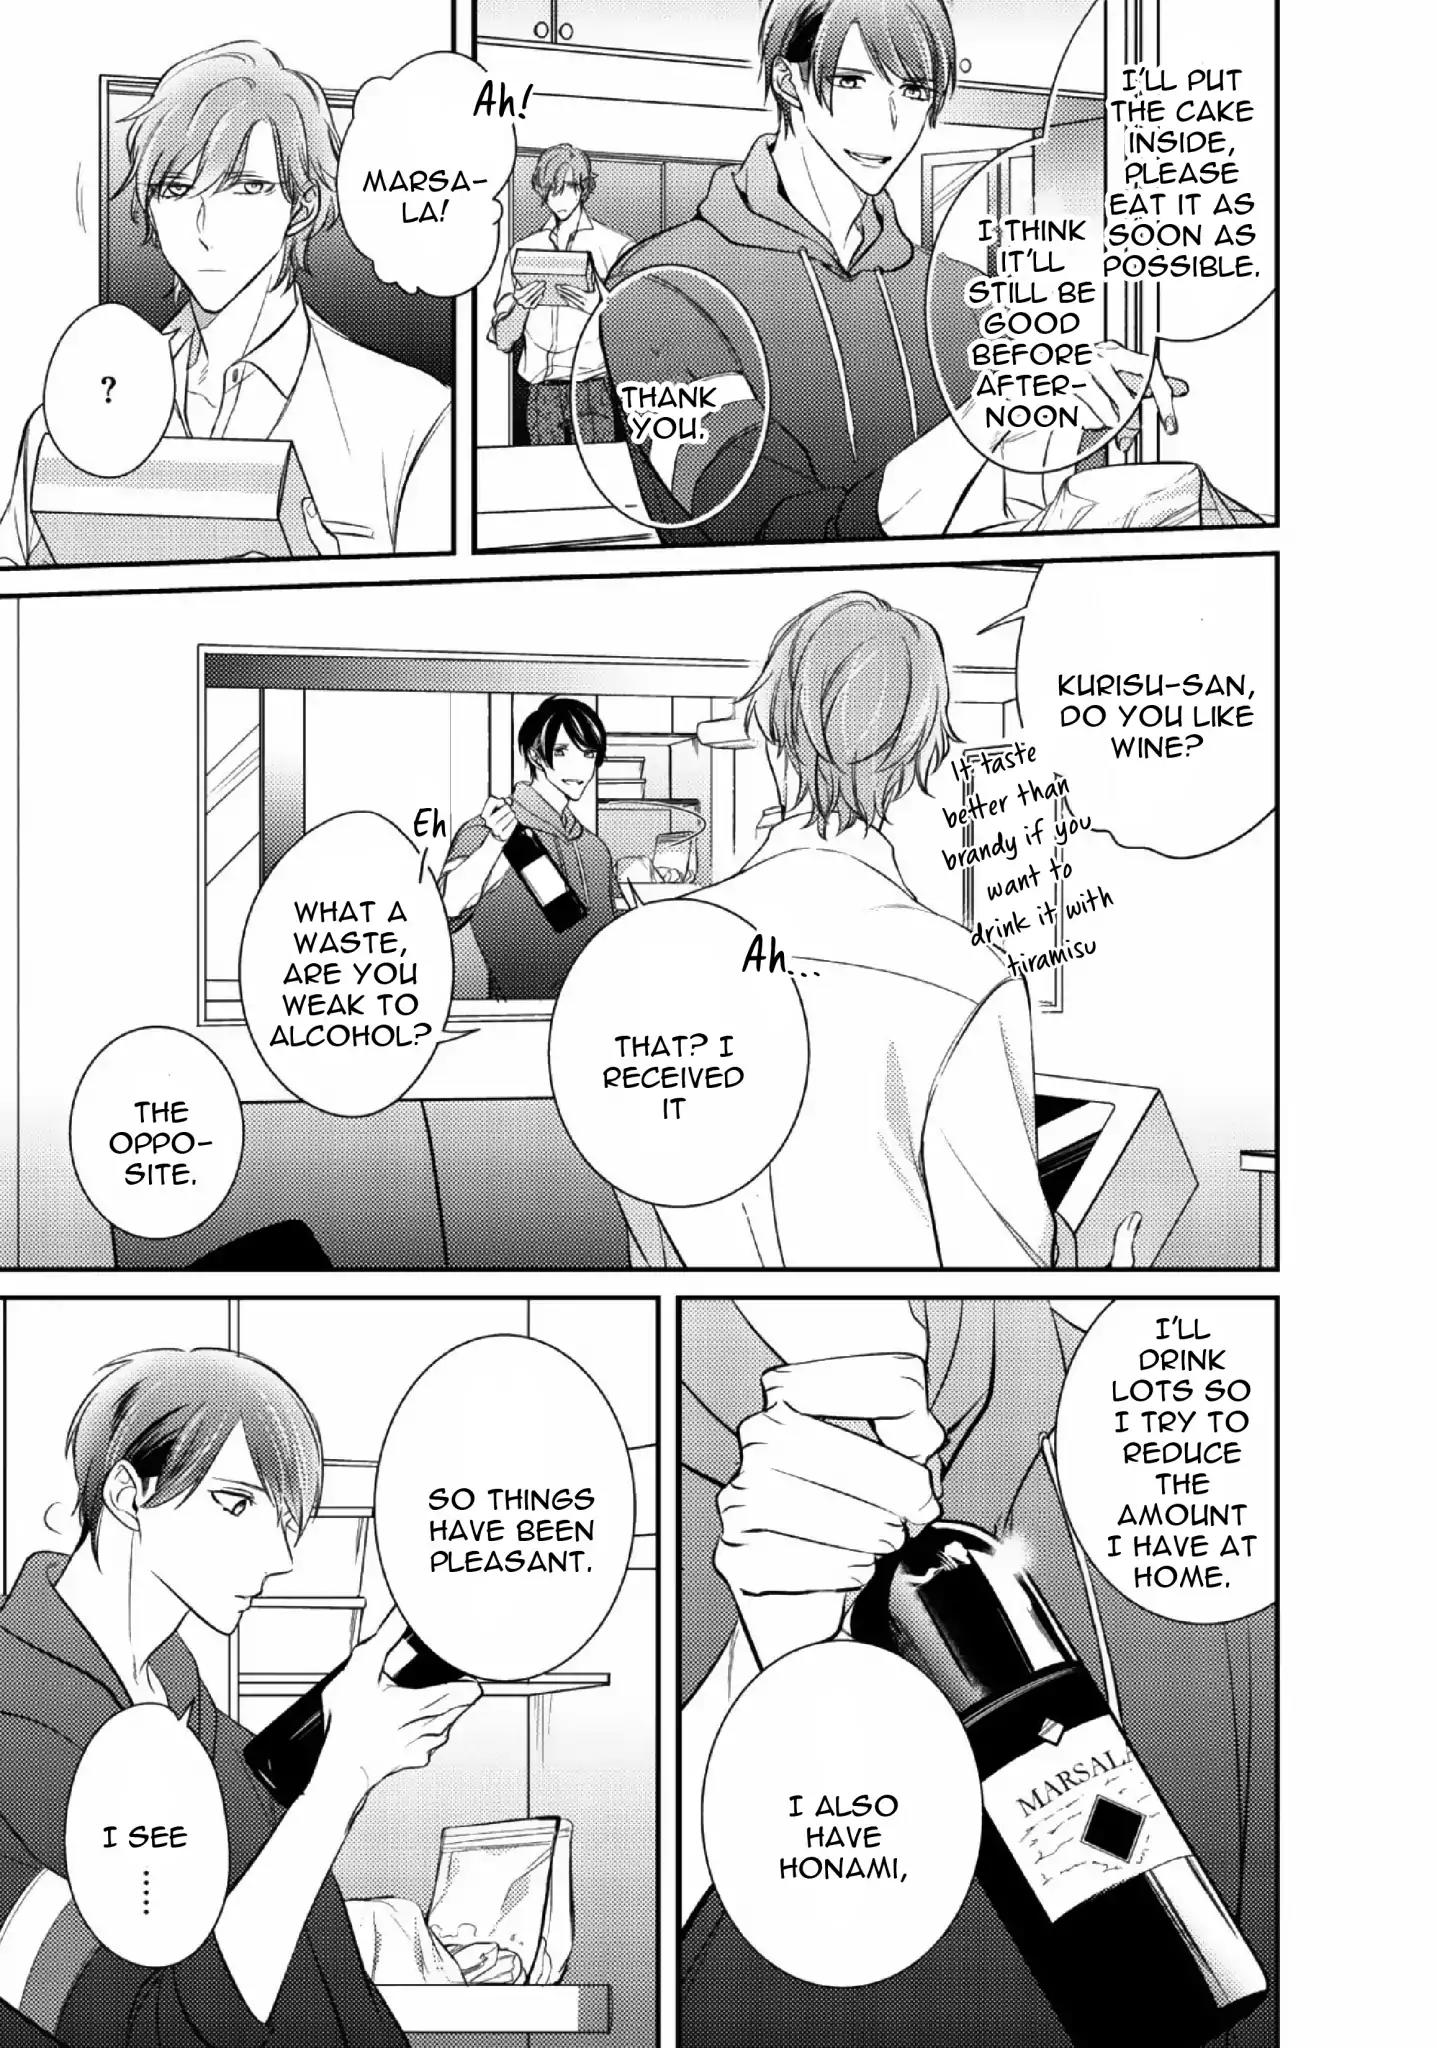 I'LL PUT
THE CAKE
INSIDE,
PLEASE
EAT IT AS
SOON AS
POSSIBLE.
I THINK
IT'LL
STILL BE
GOOD
BEFORE
AFTER-
NOON
THANK
YOU.
Ah!
MARSA-
LA!
?
KURISU-SAN,
DO YOU LIKE
WINE?
It taste
better than
brandy if you
want to
drink it with
tiramisu
Ah...
THAT? I
RECEIVED
IT
Eh
WHAT A
WASTE,
ARE YOU
WEAK TO
ALCOHOL?
THE
OPPO-
SITE.
I'LL
DRINK
LOTS SO
I TRY TO
REDUCE
THE
AMOUNT
I HAVE AT
HOME.
MARSALA
I ALSO
HAVE
HONAMI,
SO THINGS
HAVE BEEN
PLEASANT.
I SEE
......